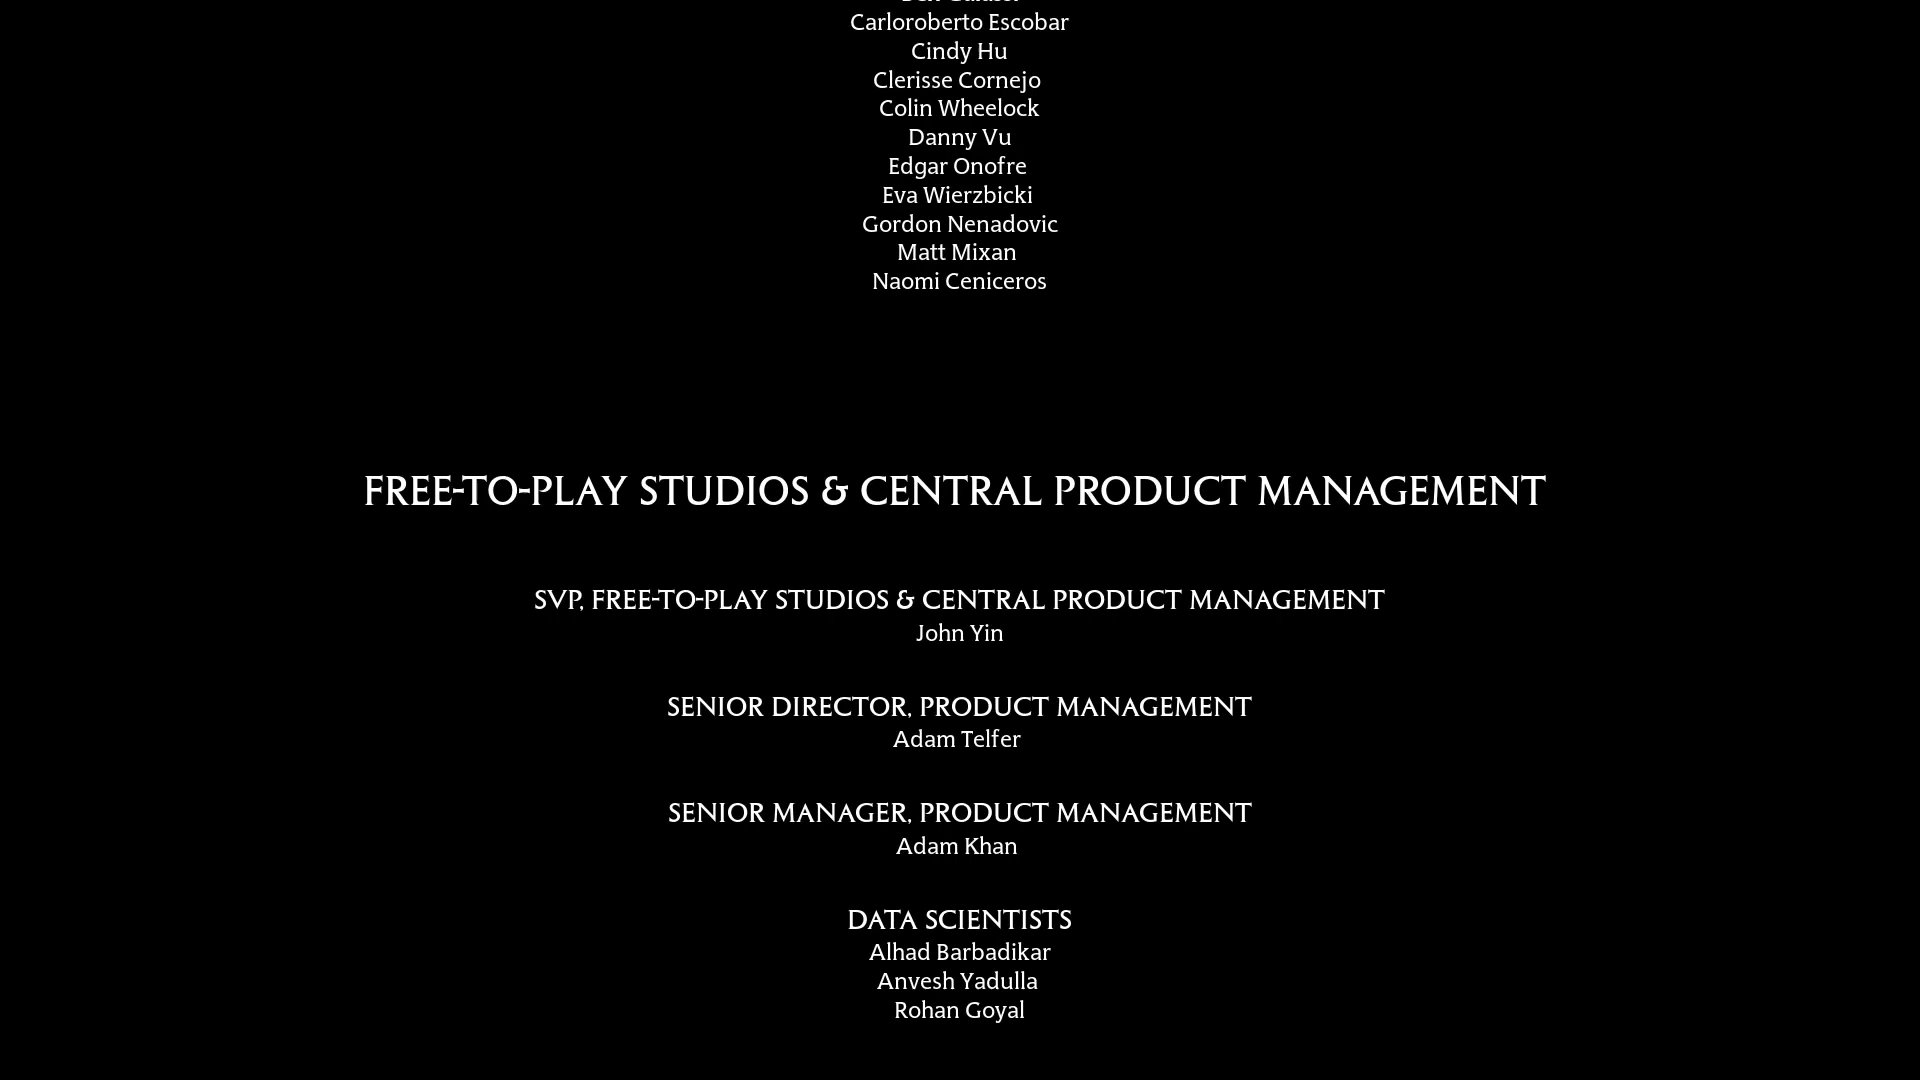 Carloroberto Escobar
Cindy Hu
Clerisse Cornejo
Colin Wheelock
Danny Vu
Edgar Onofre
Eva Wierzbicki
Gordon Nenadovic
Matt Mixan
Naomi Ceniceros
FREE-TO-PLAY STUDIOS & CENTRAL PRODUCT MANAGEMENT
SVP, FREE-TO-PLAY STUDIOS & CENTRAL PRODUCT MANAGEMENT
John Yin
SENIOR DIRECTOR, PRODUCT MANAGEMENT
Adam Telfer
SENIOR MANAGER, PRODUCT MANAGEMENT
Adam Khan
DATA SCIENTISTS
Alhad Barbadikar
Anvesh Yadulla
Rohan Goyal